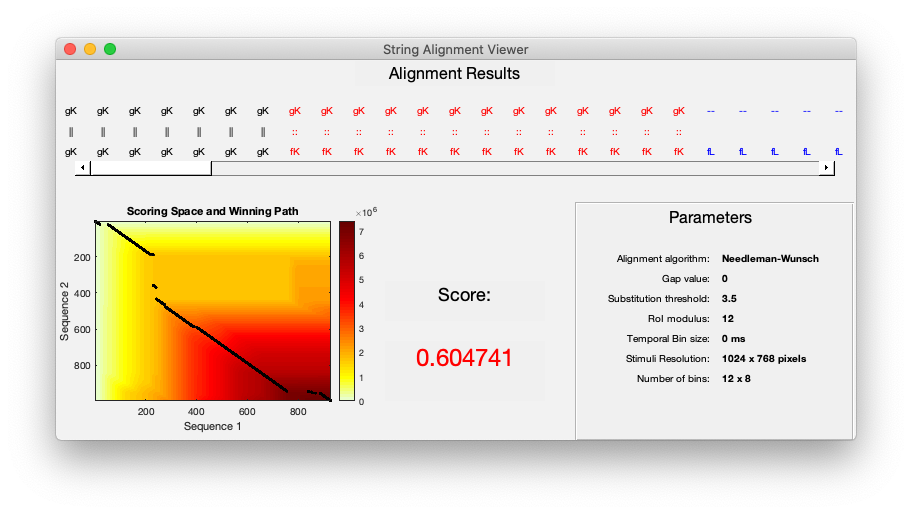 String Alignment Viewer
Alignment Results
gK gK gK gK gK gK gK gK gK gK gK gK gK gK gK gK gK gK gK gK -- -- -- -- --
|| || || || || || || :: :: :: :: :: :: :: :: :: :: :: :: ::
gK gK gK gK gK gK gK fK fK fK fK fK fK fK fK fK fK fK fK fK fL fL fL fL fL
Scoring Space and Winning Path
×10^6
Sequence 2
200
400
600
800
200 400 600 800
Sequence 1
7
6
5
4
3
2
1
0
Score:
0.604741
Parameters
Alignment algorithm: Needleman-Wunsch
Gap value: 0
Substitution threshold: 3.5
RoI modulus: 12
Temporal Bin size: 0 ms
Stimuli Resolution: 1024 x 768 pixels
Number of bins: 12 x 8